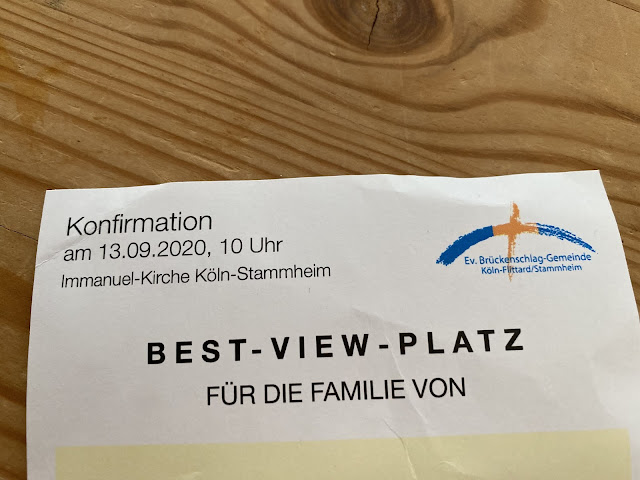 Konfirmation
am 13.09.2020, 10 Uhr
Immanuel-Kirche Köln-Stammheim
Ev. Brückenschlag-Gemeinde
Köln-Flittard/Stammheim
BEST-VIEW-PLATZ
FÜR DIE FAMILIE VON